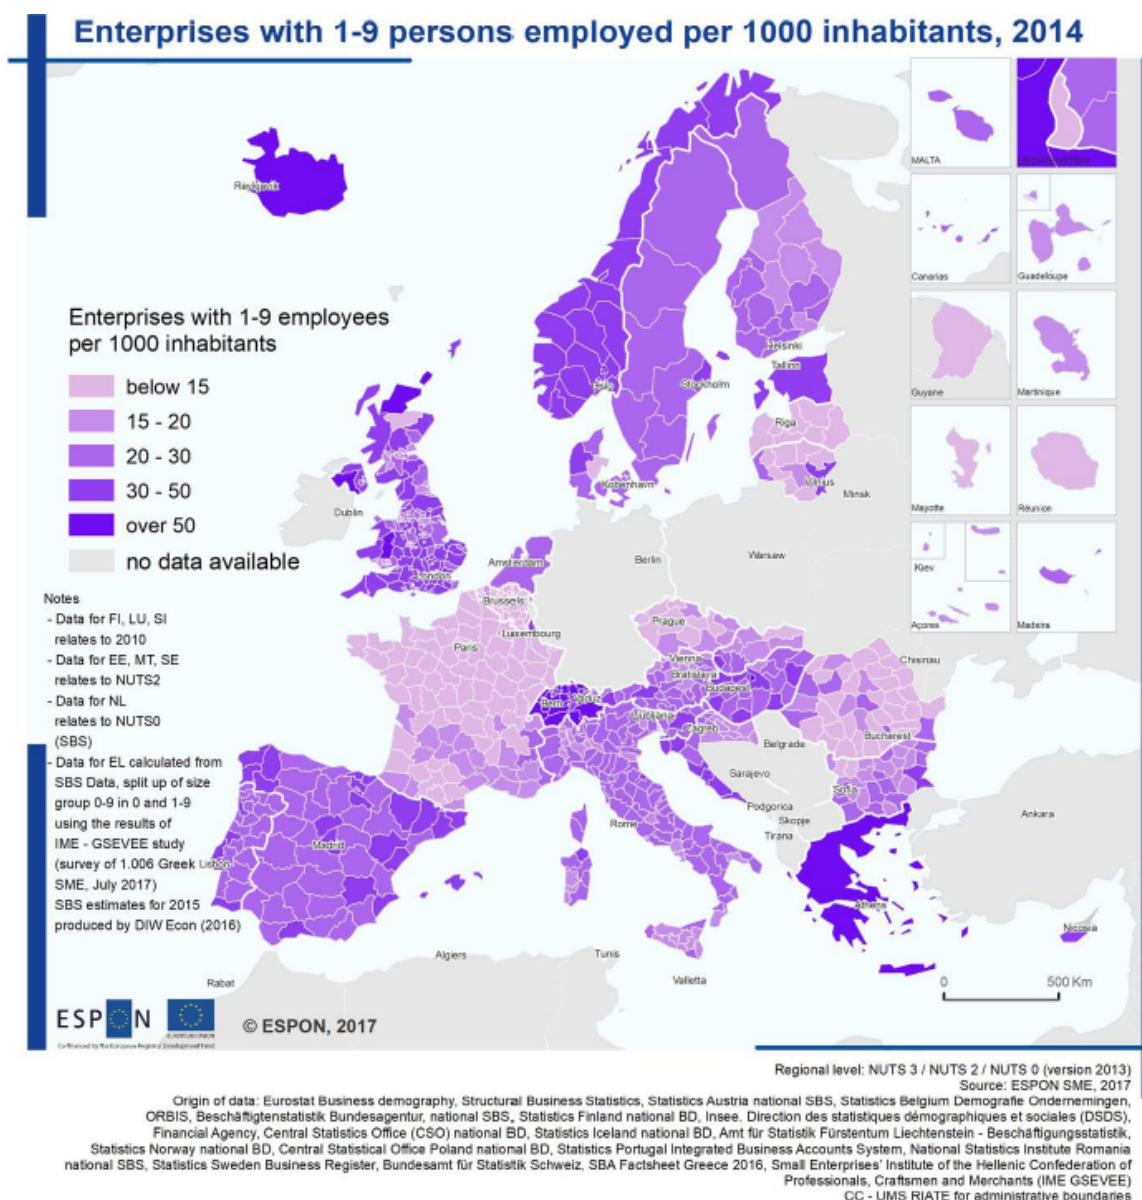 Enterprises with 1-9 persons employed per 1000 inhabitants, 2014
Reykjavik
MALTA
LIECHTENSTEIN
Canarias
Guadeloupe
Guyane
Martinique
Mayotte
Réunion
Kiev
Açores
Madeira
Enterprises with 1-9 employees
per 1000 inhabitants
below 15
15 - 20
20 - 30
30 - 50
over 50
no data available
Helsinki
Tallinn
Oslo
Stockholm
Riga
Vilnius
Minsk
København
Dublin
Amsterdam
Berlin
Warsaw
London
Brussels
Luxembourg
Prague
Paris
Vienna
Bratislava
Chisinau
Budapest
Bern
Vaduz
Ljubljana
Zagreb
Belgrade
Bucharest
Sarajevo
Sofia
Podgorica
Skopje
Tirana
Rome
Ankara
Madrid
Lisbon
Athens
Nicosia
Algiers
Tunis
Valletta
Rabat
Notes
- Data for FI, LU, SI
relates to 2010
- Data for EE, MT, SE
relates to NUTS2
- Data for NL
relates to NUTS0
(SBS)
- Data for EL calculated from
SBS Data, split up of size
group 0-9 in 0 and 1-9
using the results of
IME - GSEVEE study
(survey of 1.006 Greek
SME, July 2017)
SBS estimates for 2015
produced by DIW Econ (2016)
0 500 Km
ESPON
EUROPEAN UNION
Co-financed by the European Regional Development Fund
© ESPON, 2017
Regional level: NUTS 3 / NUTS 2 / NUTS 0 (version 2013)
Source: ESPON SME, 2017
Origin of data: Eurostat Business demography, Structural Business Statistics, Statistics Austria national SBS, Statistics Belgium Demografie Ondernemingen,
ORBIS, Beschäftigtenstatistik Bundesagentur, national SBS, Statistics Finland national BD, Insee. Direction des statistiques démographiques et sociales (DSDS),
Financial Agency, Central Statistics Office (CSO) national BD, Statistics Iceland national BD, Amt für Statistik Fürstentum Liechtenstein - Beschäftigungsstatistik,
Statistics Norway national BD, Central Statistical Office Poland national BD, Statistics Portugal Integrated Business Accounts System, National Statistics Institute Romania
national SBS, Statistics Sweden Business Register, Bundesamt für Statistik Schweiz, SBA Factsheet Greece 2016, Small Enterprises' Institute of the Hellenic Confederation of
Professionals, Craftsmen and Merchants (IME GSEVEE)
CC - UMS RIATE for administrative boundaries